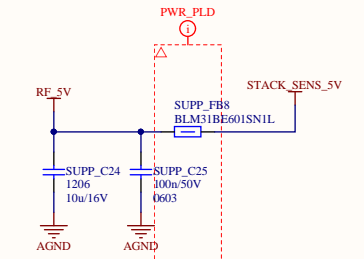 PWR_PLD
i
RF_5V
STACK_SENS_5V
SUPP_FB8
BLM31BE601SN1L
SUPP_C24
1206
10u/16V
SUPP_C25
100n/50V
0603
AGND
AGND